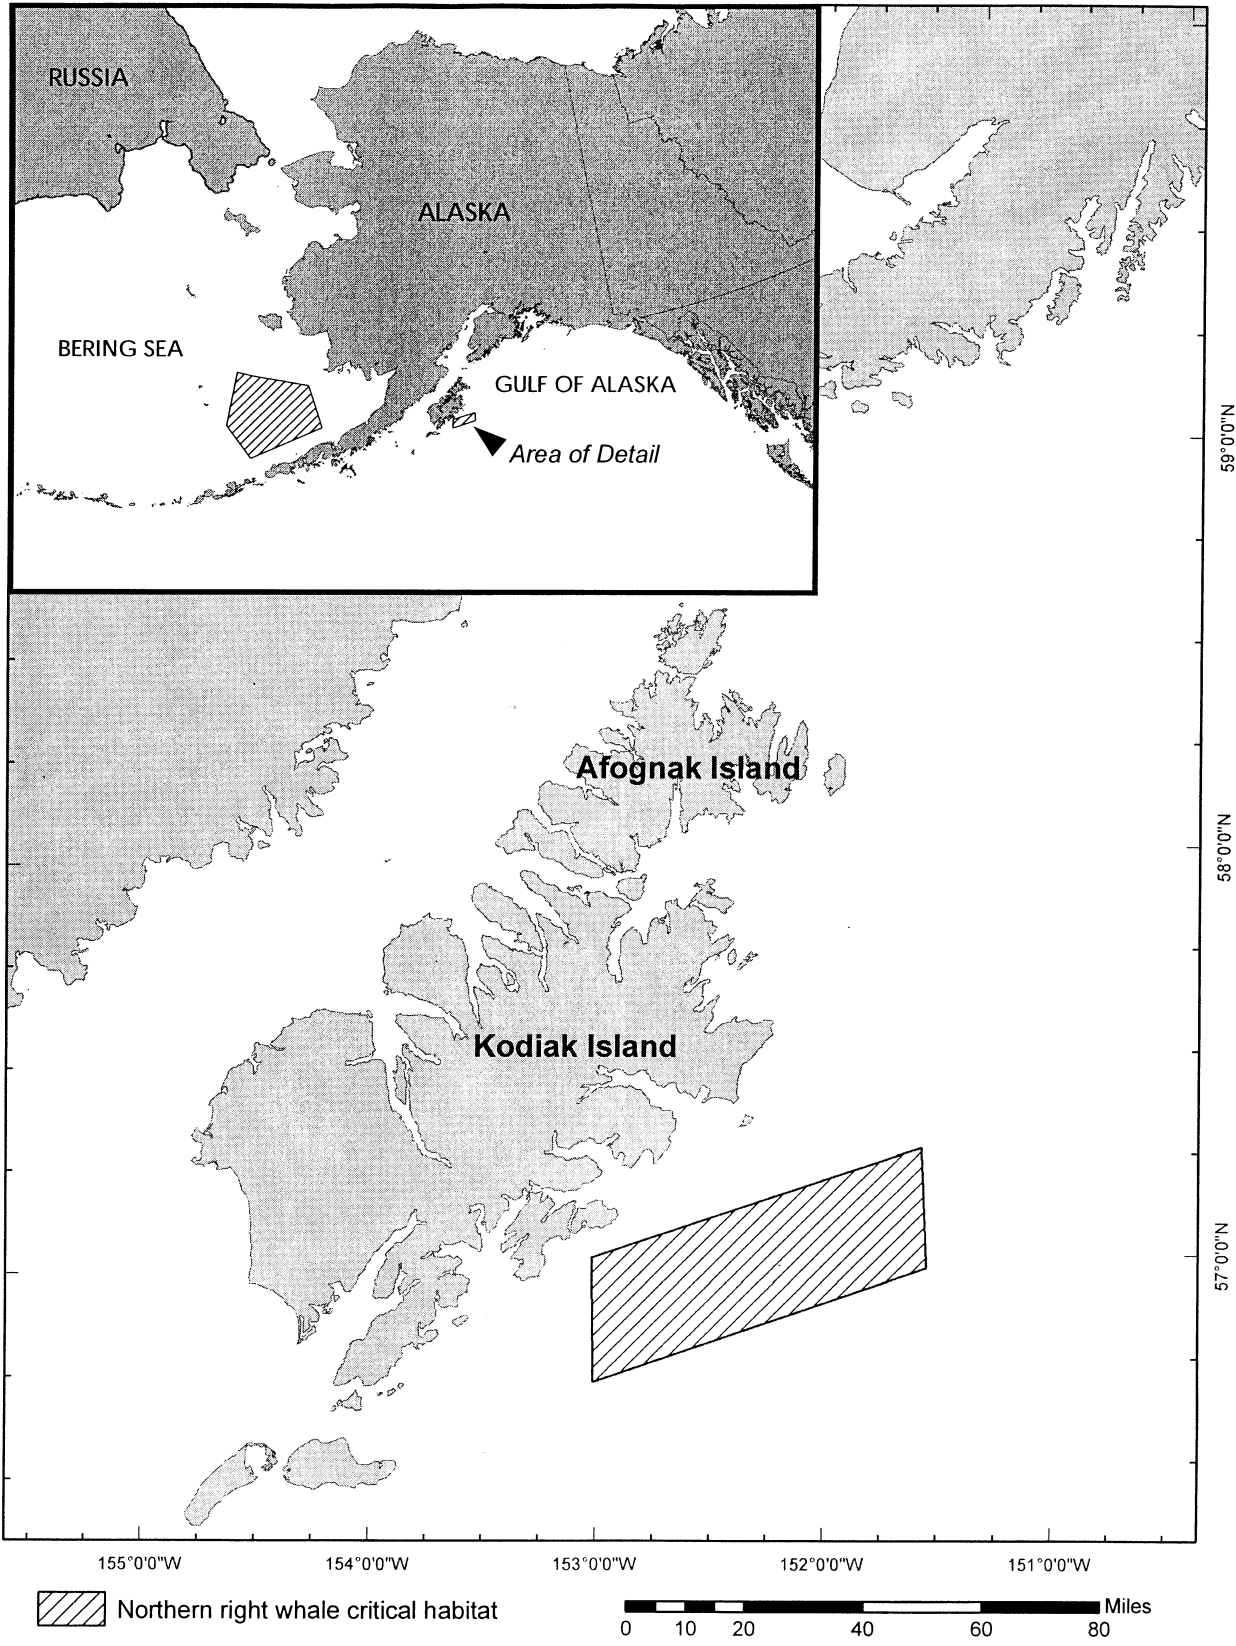 RUSSIA
ALASKA
BERING SEA
GULF OF ALASKA
Area of Detail
59°0'0"N
Afognak Island
58°0'0"N
Kodiak Island
57°0'0"N
155°0'0"W 154°0'0"W 153°0'0"W 152°0'0"W 151°0'0"W
Northern right whale critical habitat
Miles
0 10 20 40 60 80